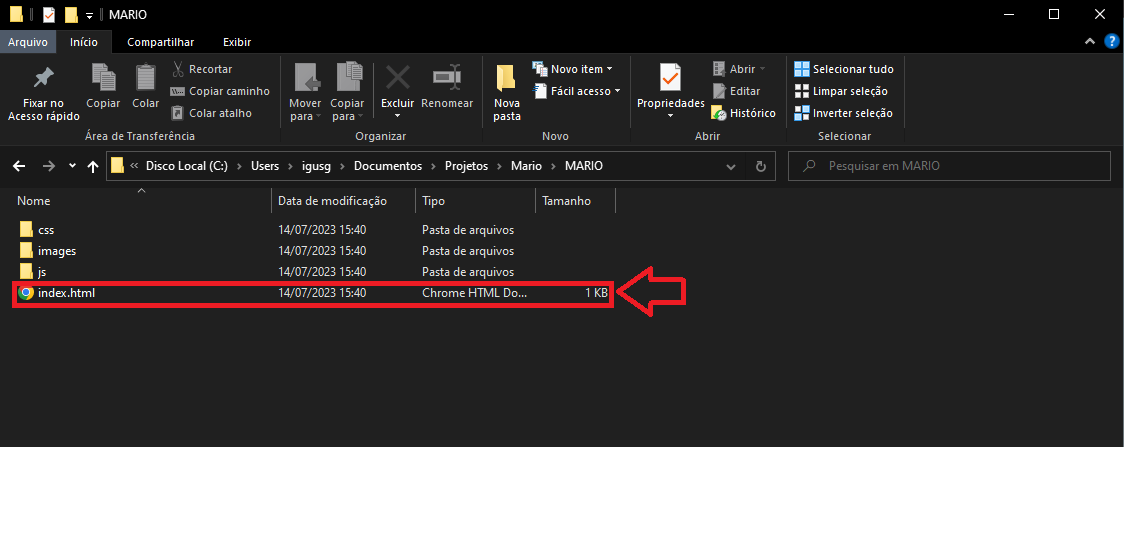 MARIO
Arquivo Início Compartilhar Exibir
Fixar no Acesso rápido
Copiar
Colar
Recortar
Copiar caminho
Colar atalho
Área de Transferência
Mover para
Copiar para
Excluir
Renomear
Organizar
Nova pasta
Novo item
Fácil acesso
Novo
Propriedades
Abrir
Editar
Histórico
Abrir
Selecionar tudo
Limpar seleção
Inverter seleção
Selecionar
« Disco Local (C:) › Users › igusg › Documentos › Projetos › Mario › MARIO
Pesquisar em MARIO
Nome Data de modificação Tipo Tamanho
css 14/07/2023 15:40 Pasta de arquivos
images 14/07/2023 15:40 Pasta de arquivos
js 14/07/2023 15:40 Pasta de arquivos
index.html 14/07/2023 15:40 Chrome HTML Do... 1 KB